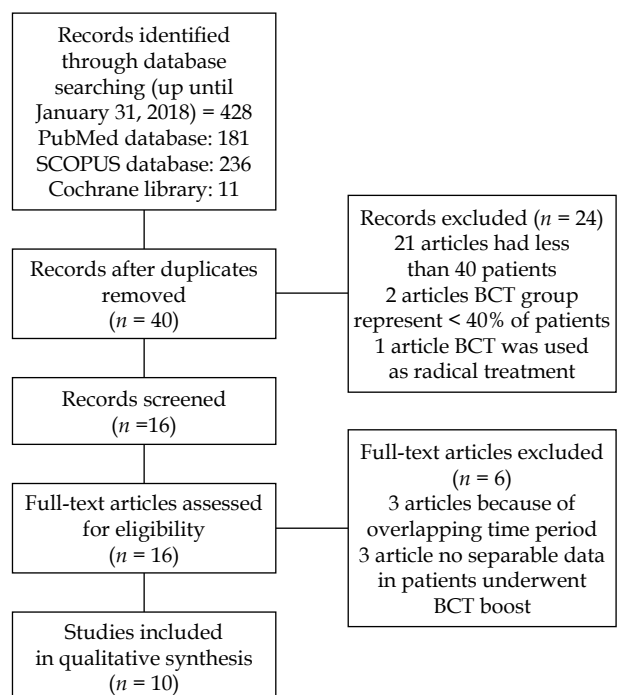 Records identified
through database
searching (up until
January 31, 2018) = 428
PubMed database: 181
SCOPUS database: 236
Cochrane library: 11
Records after duplicates
removed
(n = 40)
Records excluded (n = 24)
21 articles had less
than 40 patients
2 articles BCT group
represent < 40% of patients
1 article BCT was used
as radical treatment
Records screened
(n =16)
Full-text articles assessed
for eligibility
(n = 16)
Full-text articles excluded
(n = 6)
3 articles because of
overlapping time period
3 article no separable data
in patients underwent
BCT boost
Studies included
in qualitative synthesis
(n = 10)